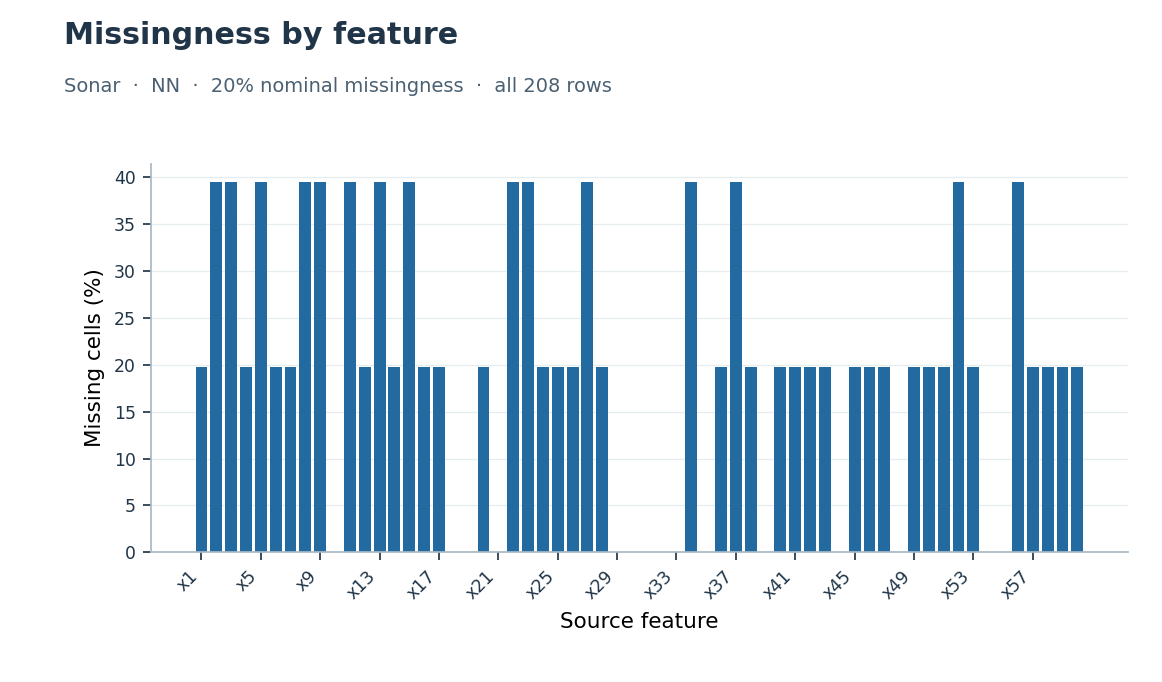 Missingness by feature
Sonar · NN · 20% nominal missingness · all 208 rows
Missing cells (%)
40
35
30
25
20
15
10
5
0
x1 x5 x9 x13 x17 x21 x25 x29 x33 x37 x41 x45 x49 x53 x57
Source feature